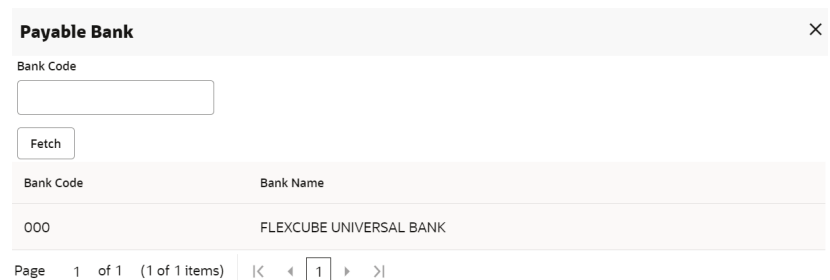 Payable Bank
Bank Code
Fetch
Bank Code Bank Name
000 FLEXCUBE UNIVERSAL BANK
Page 1 of 1 (1 of 1 items) 1